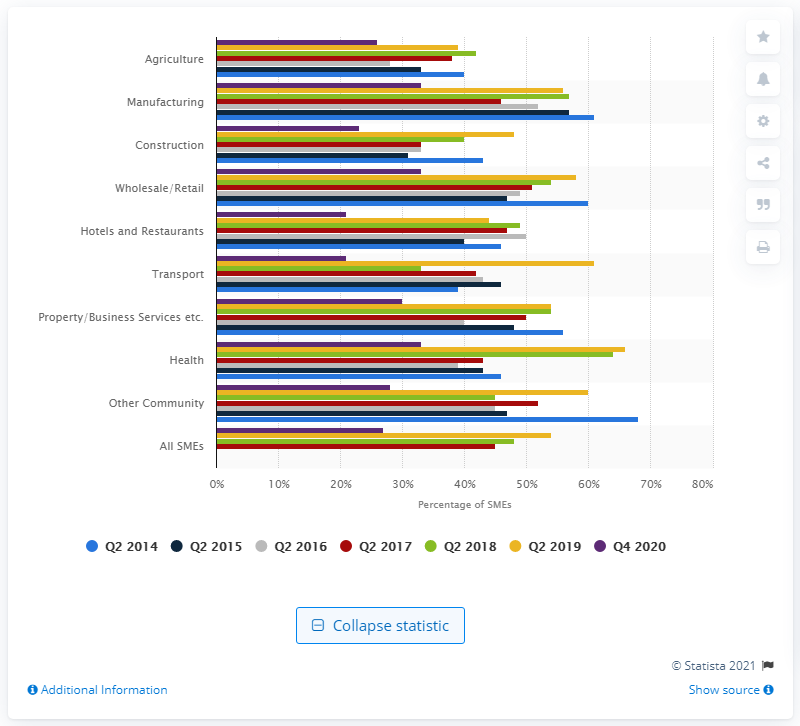 Agriculture
Manufacturing
Construction
Wholesale/Retail
Hotels and Restaurants
Transport
Property/Business Services etc.
Health
Other Community
All SMEs
0% 10% 20% 30% 40% 50% 60% 70% 80%
Percentage of SMEs
Q2 2014 Q2 2015 Q2 2016 Q2 2017 Q2 2018 Q2 2019 Q4 2020
Collapse statistic
© Statista 2021
Additional Information Show source